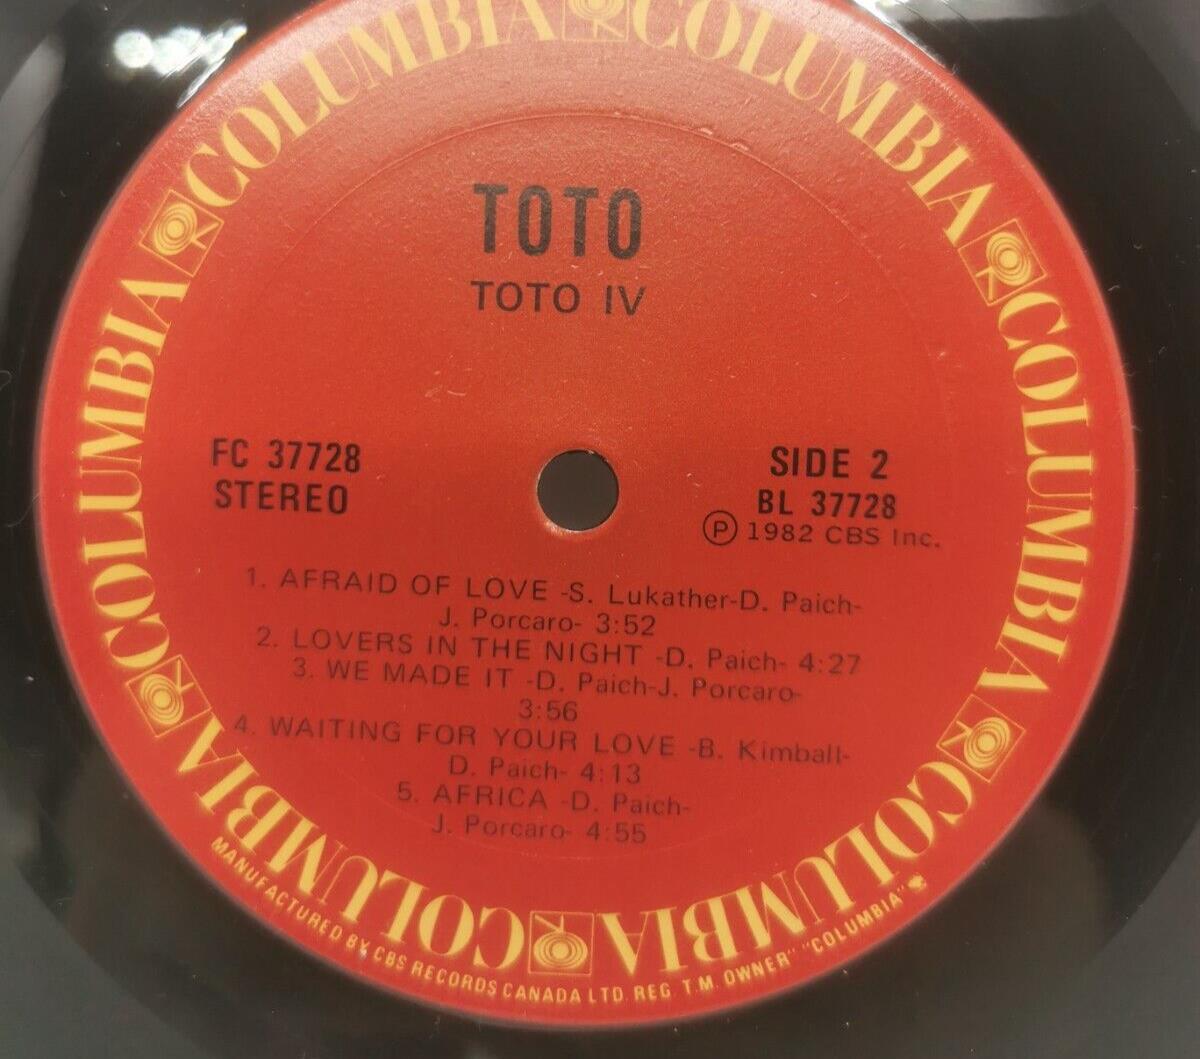 COLUMBIA COLUMBIA COLUMBIA COLUMBIA COLUMBIA COLUMBIA COLUMBIA COLUMBIA
TOTO
TOTO IV
FC 37728
STEREO
SIDE 2
BL 37728
Ⓟ 1982 CBS Inc.
1. AFRAID OF LOVE -S. Lukather-D. Paich-
J. Porcaro- 3:52
2. LOVERS IN THE NIGHT -D. Paich- 4:27
3. WE MADE IT -D. Paich-J. Porcaro-
3:56
4. WAITING FOR YOUR LOVE -B. Kimball-
D. Paich- 4:13
5. AFRICA -D. Paich-
J. Porcaro- 4:55
MANUFACTURED BY CBS RECORDS CANADA LTD. REG. T.M. OWNER" "COLUMBIA"